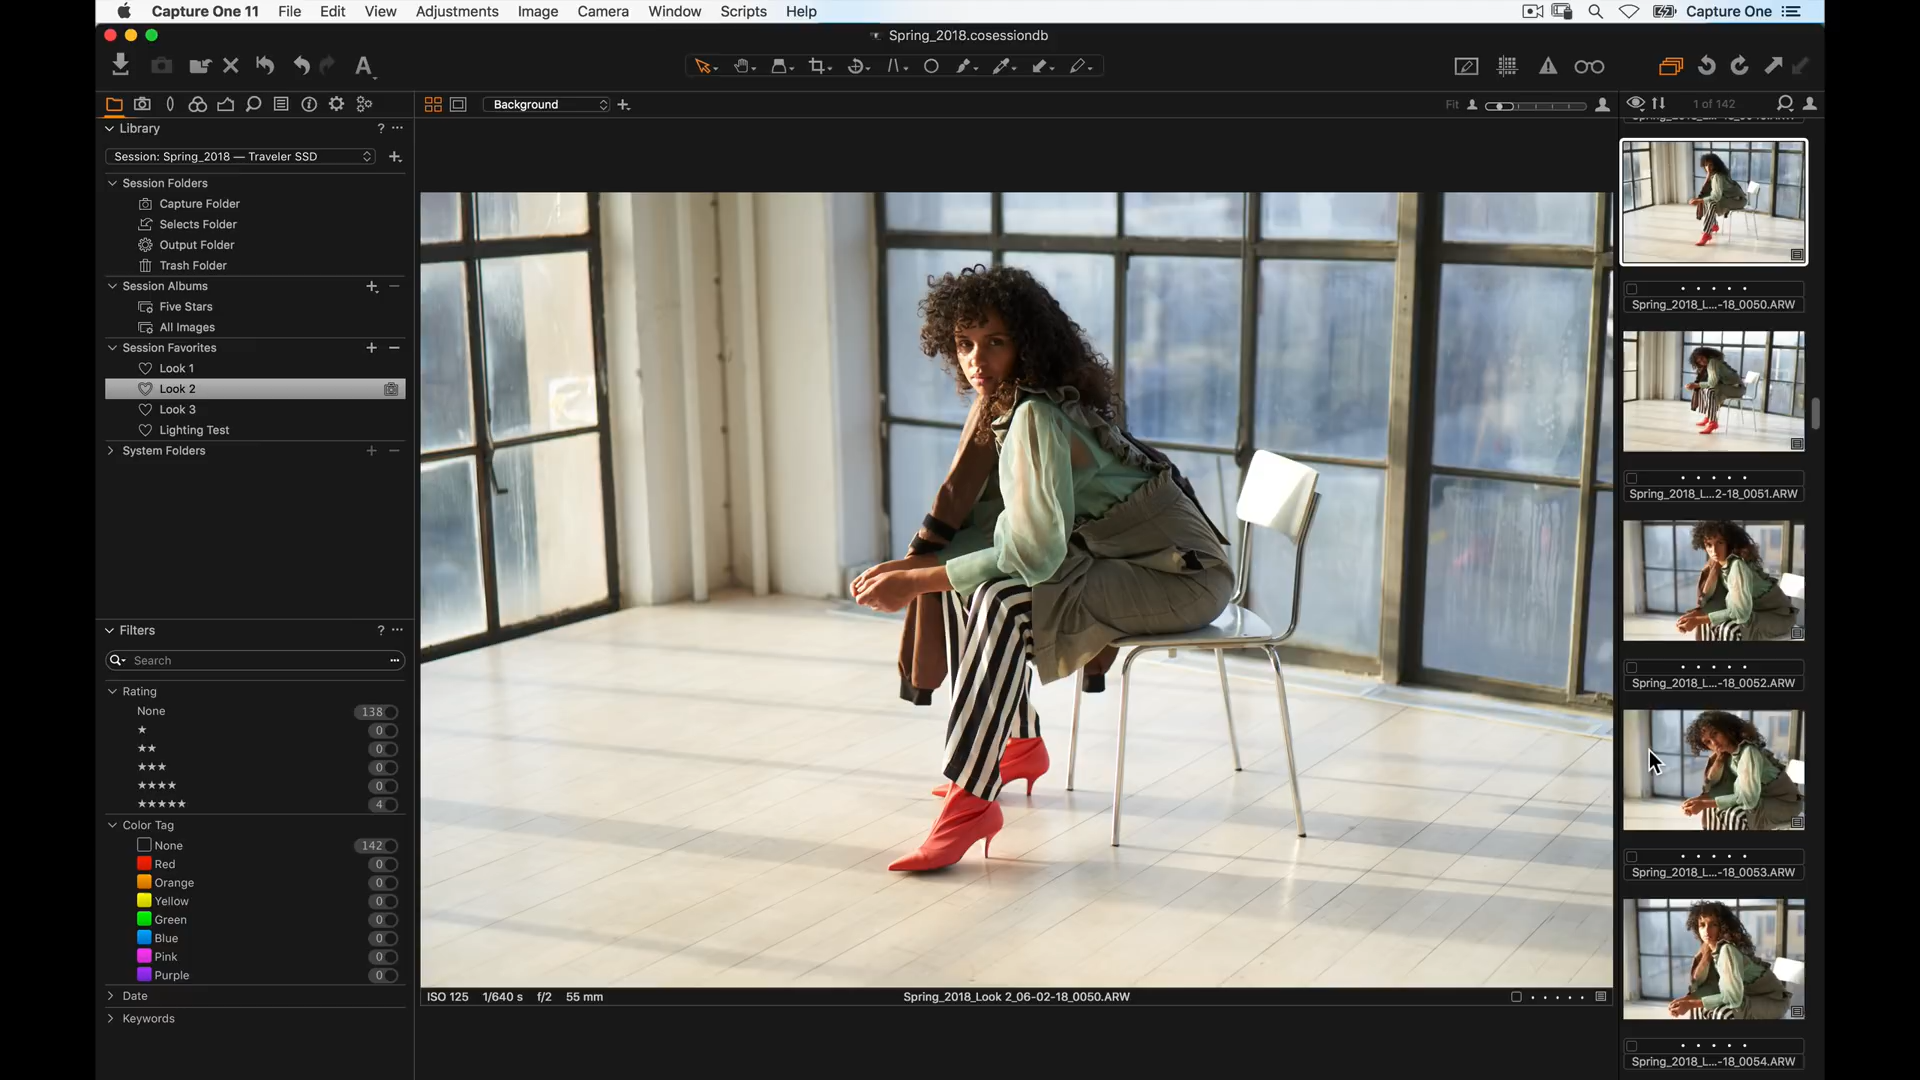 Capture One 11 File Edit View Adjustments Image Camera Window Scripts Help Capture One
Spring_2018.cosessiondb
Background
Fit
1 of 142
Library ? ...
Session: Spring_2018 — Traveler SSD
Session Folders
Capture Folder
Selects Folder
Output Folder
Trash Folder
Session Albums
Five Stars
All Images
Session Favorites
Look 1
Look 2
Look 3
Lighting Test
System Folders
Filters ? ...
Search
Rating
None 138
★ 0
★★ 0
★★★ 0
★★★★ 0
★★★★★ 4
Color Tag
None 142
Red 0
Orange 0
Yellow 0
Green 0
Blue 0
Pink 0
Purple 0
Date
Keywords
ISO 125 1/640 s f/2 55 mm
Spring_2018_Look 2_06-02-18_0050.ARW
Spring_2018_L...-18_0050.ARW
Spring_2018_L...2-18_0051.ARW
Spring_2018_L...-18_0052.ARW
Spring_2018_L...-18_0053.ARW
Spring_2018_L...-18_0054.ARW